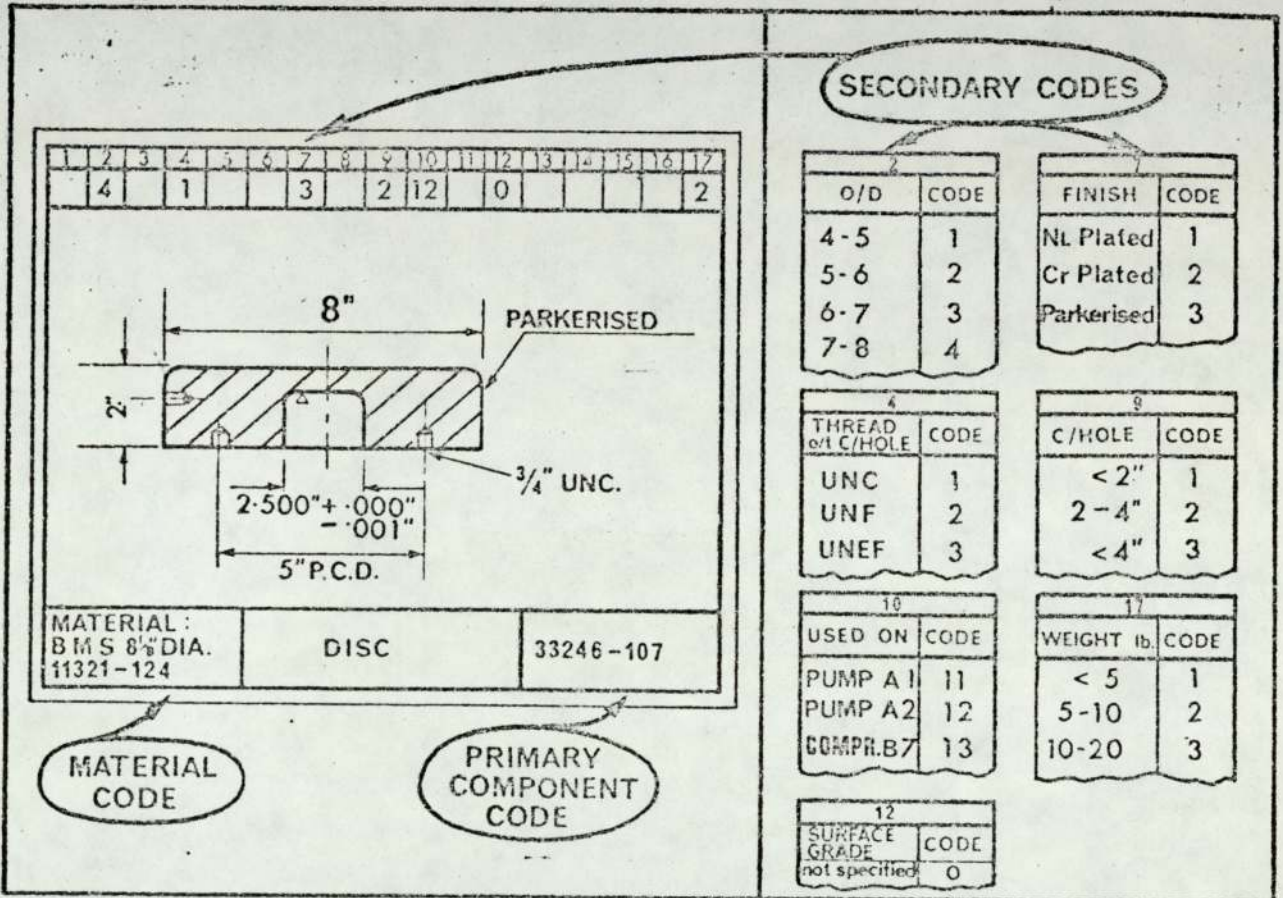 SECONDARY CODES
1 2 3 4 5 6 7 8 9 10 11 12 13 14 15 16 17
4 1 3 2 12 0 2
8"
PARKERISED
2"
3/4" UNC.
2·500" + ·000"
- ·001"
5" P.C.D.
MATERIAL:
BMS 8⅛" DIA.
11321-124
DISC
33246-107
MATERIAL
CODE
PRIMARY
COMPONENT
CODE
2
O/D CODE
4-5 1
5-6 2
6-7 3
7-8 4
7
FINISH CODE
NL Plated 1
Cr Plated 2
Parkerised 3
4
THREAD
o/t C/HOLE CODE
UNC 1
UNF 2
UNEF 3
9
C/HOLE CODE
< 2" 1
2-4" 2
< 4" 3
10
USED ON CODE
PUMP A1 11
PUMP A2 12
COMPR. B7 13
17
WEIGHT lb. CODE
< 5 1
5-10 2
10-20 3
12
SURFACE
GRADE CODE
not specified 0